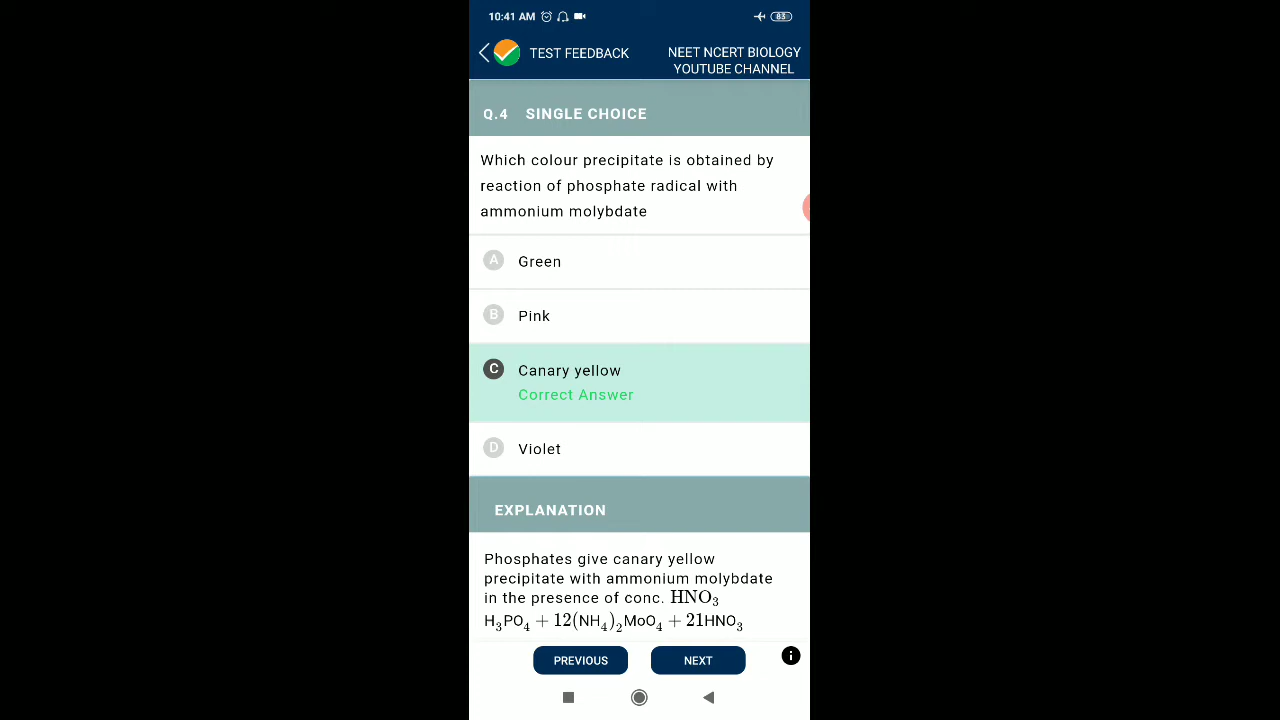 10:41 AM
83
TEST FEEDBACK
NEET NCERT BIOLOGY
YOUTUBE CHANNEL
Q.4 SINGLE CHOICE
Which colour precipitate is obtained by
reaction of phosphate radical with
ammonium molybdate
A Green
B Pink
C Canary yellow
Correct Answer
D Violet
EXPLANATION
Phosphates give canary yellow
precipitate with ammonium molybdate
in the presence of conc. HNO₃
H₃PO₄ + 12(NH₄)₂MoO₄ + 21HNO₃
PREVIOUS
NEXT